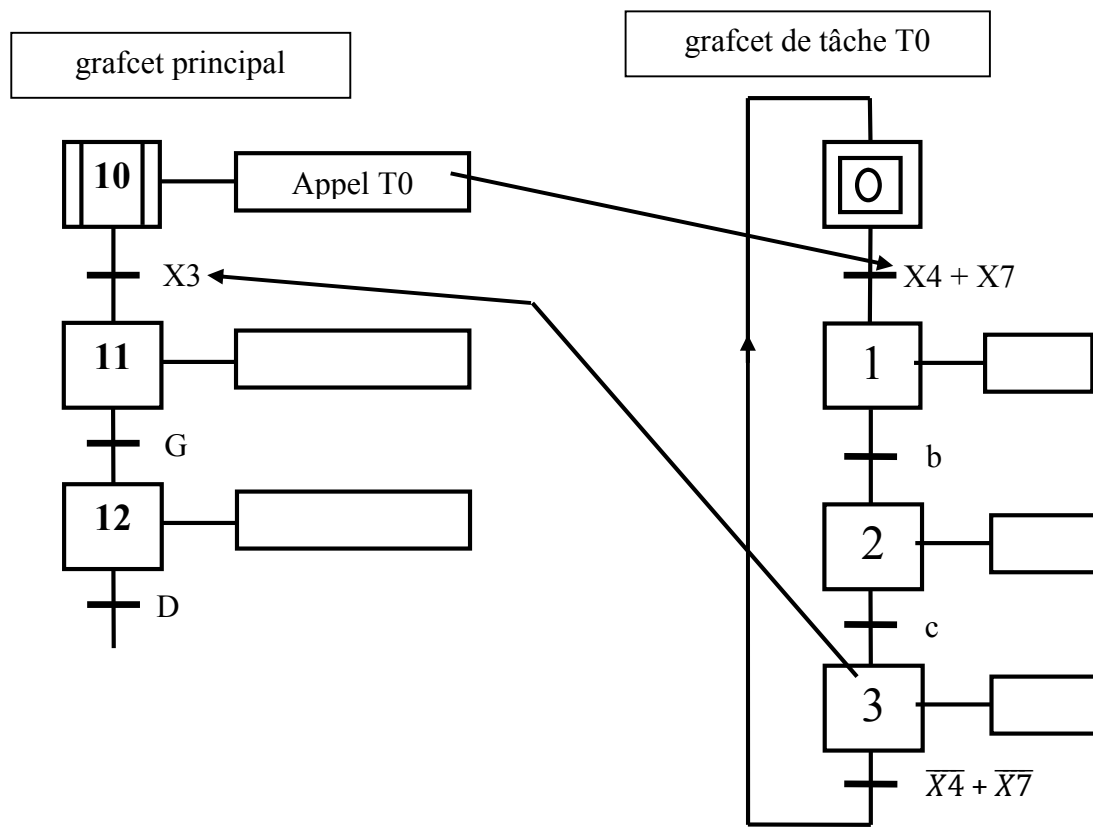 grafcet principal
grafcet de tâche T0
10
Appel T0
X3
11
G
12
D
0
X4 + X7
1
b
2
c
3
X̅4̅ + X̅7̅